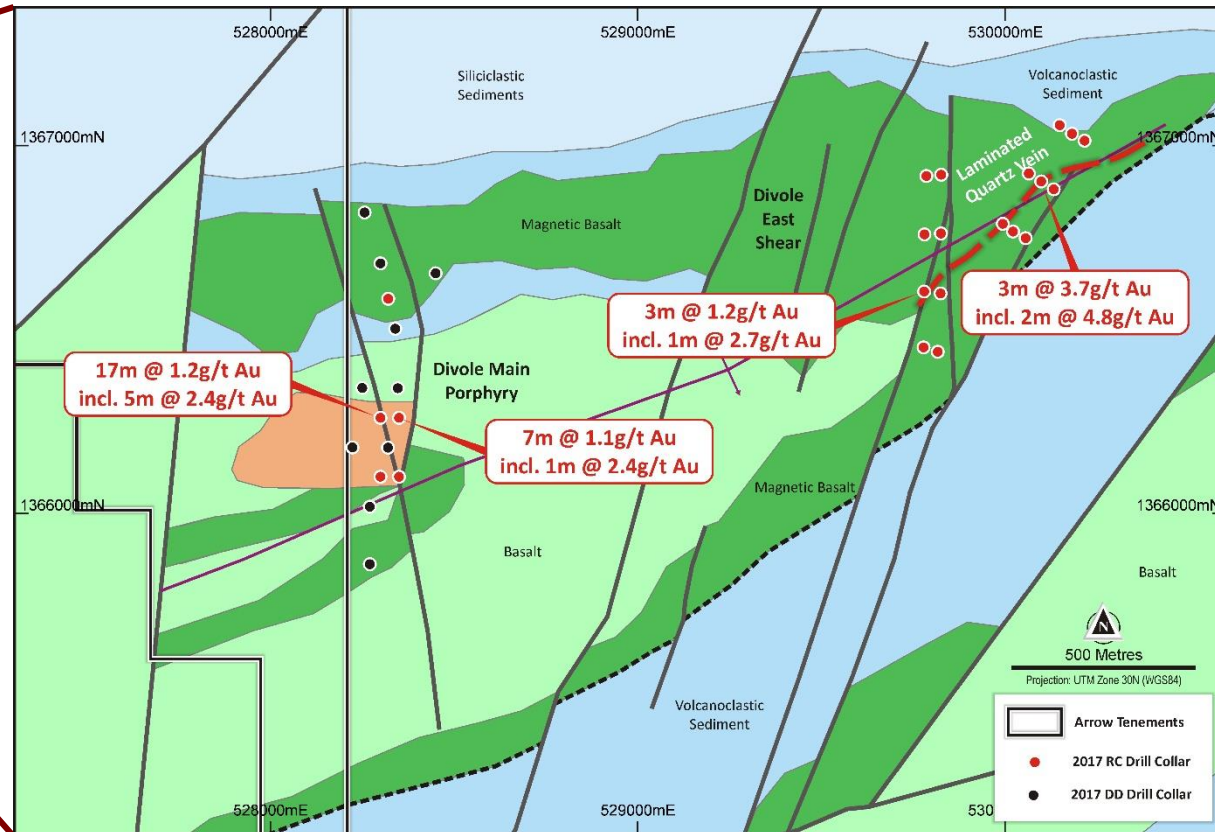 528000mE
529000mE
530000mE
Siliciclastic
Sediments
Volcanoclastic
Sediment
1367000mN
1367000mN
Laminated
Quartz Vein
Divole
East
Shear
Magnetic Basalt
3m @ 1.2g/t Au
incl. 1m @ 2.7g/t Au
3m @ 3.7g/t Au
incl. 2m @ 4.8g/t Au
17m @ 1.2g/t Au
incl. 5m @ 2.4g/t Au
Divole Main
Porphyry
7m @ 1.1g/t Au
incl. 1m @ 2.4g/t Au
Magnetic Basalt
1366000mN
1366000mN
Basalt
Basalt
N
500 Metres
Projection: UTM Zone 30N (WGS84)
Volcanoclastic
Sediment
Arrow Tenements
2017 RC Drill Collar
2017 DD Drill Collar
528000mE
529000mE
530